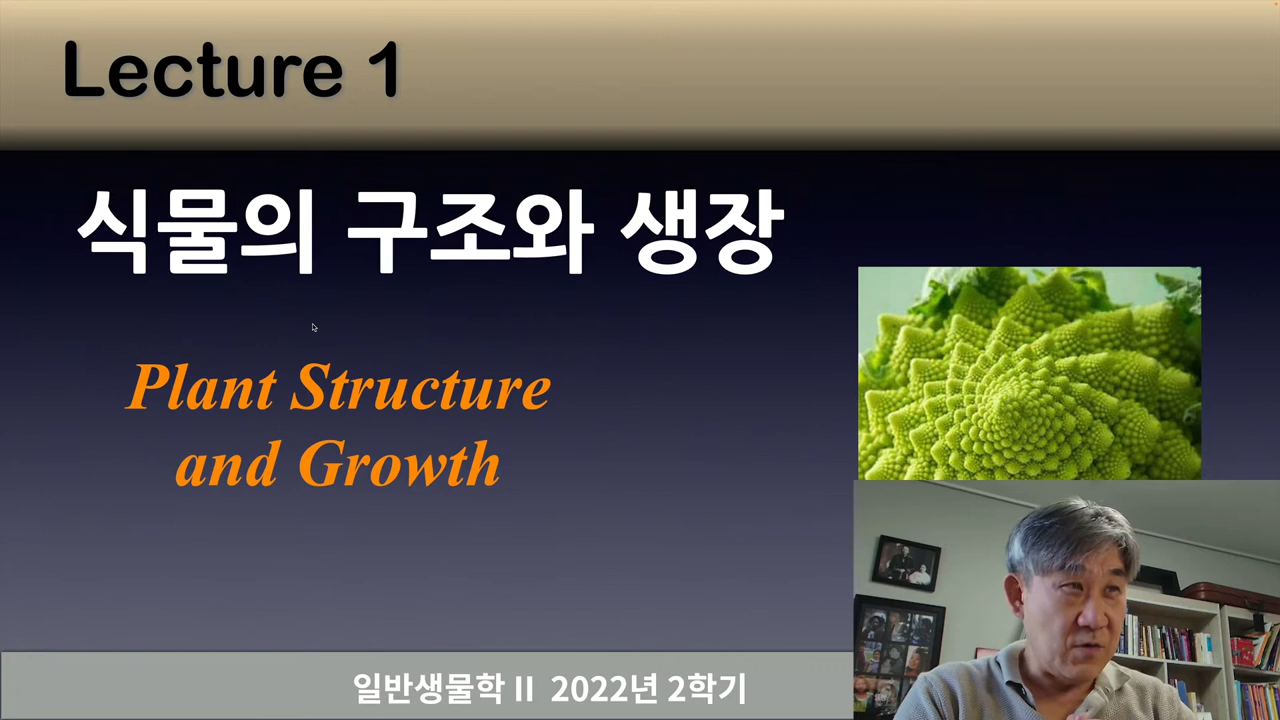 Lecture 1
식물의 구조와 생장
Plant Structure
and Growth
일반생물학 II 2022년 2학기